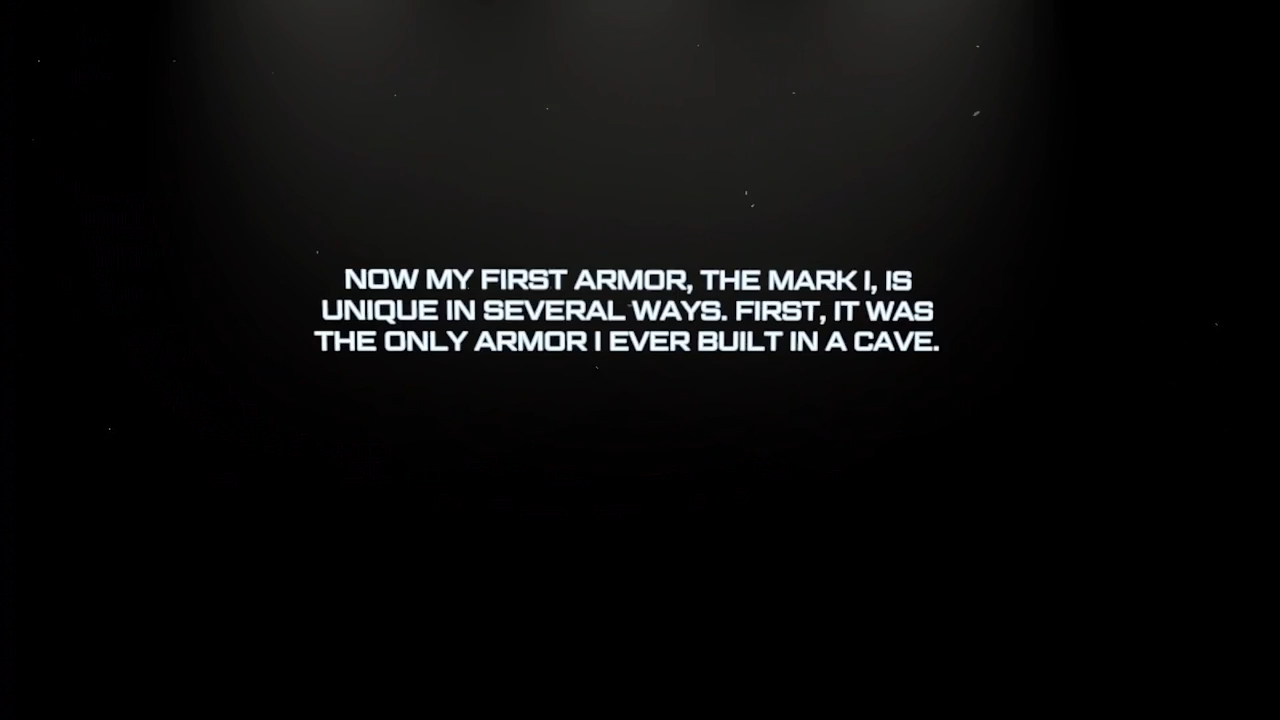 NOW MY FIRST ARMOR, THE MARK I, IS
UNIQUE IN SEVERAL WAYS. FIRST, IT WAS
THE ONLY ARMOR I EVER BUILT IN A CAVE.